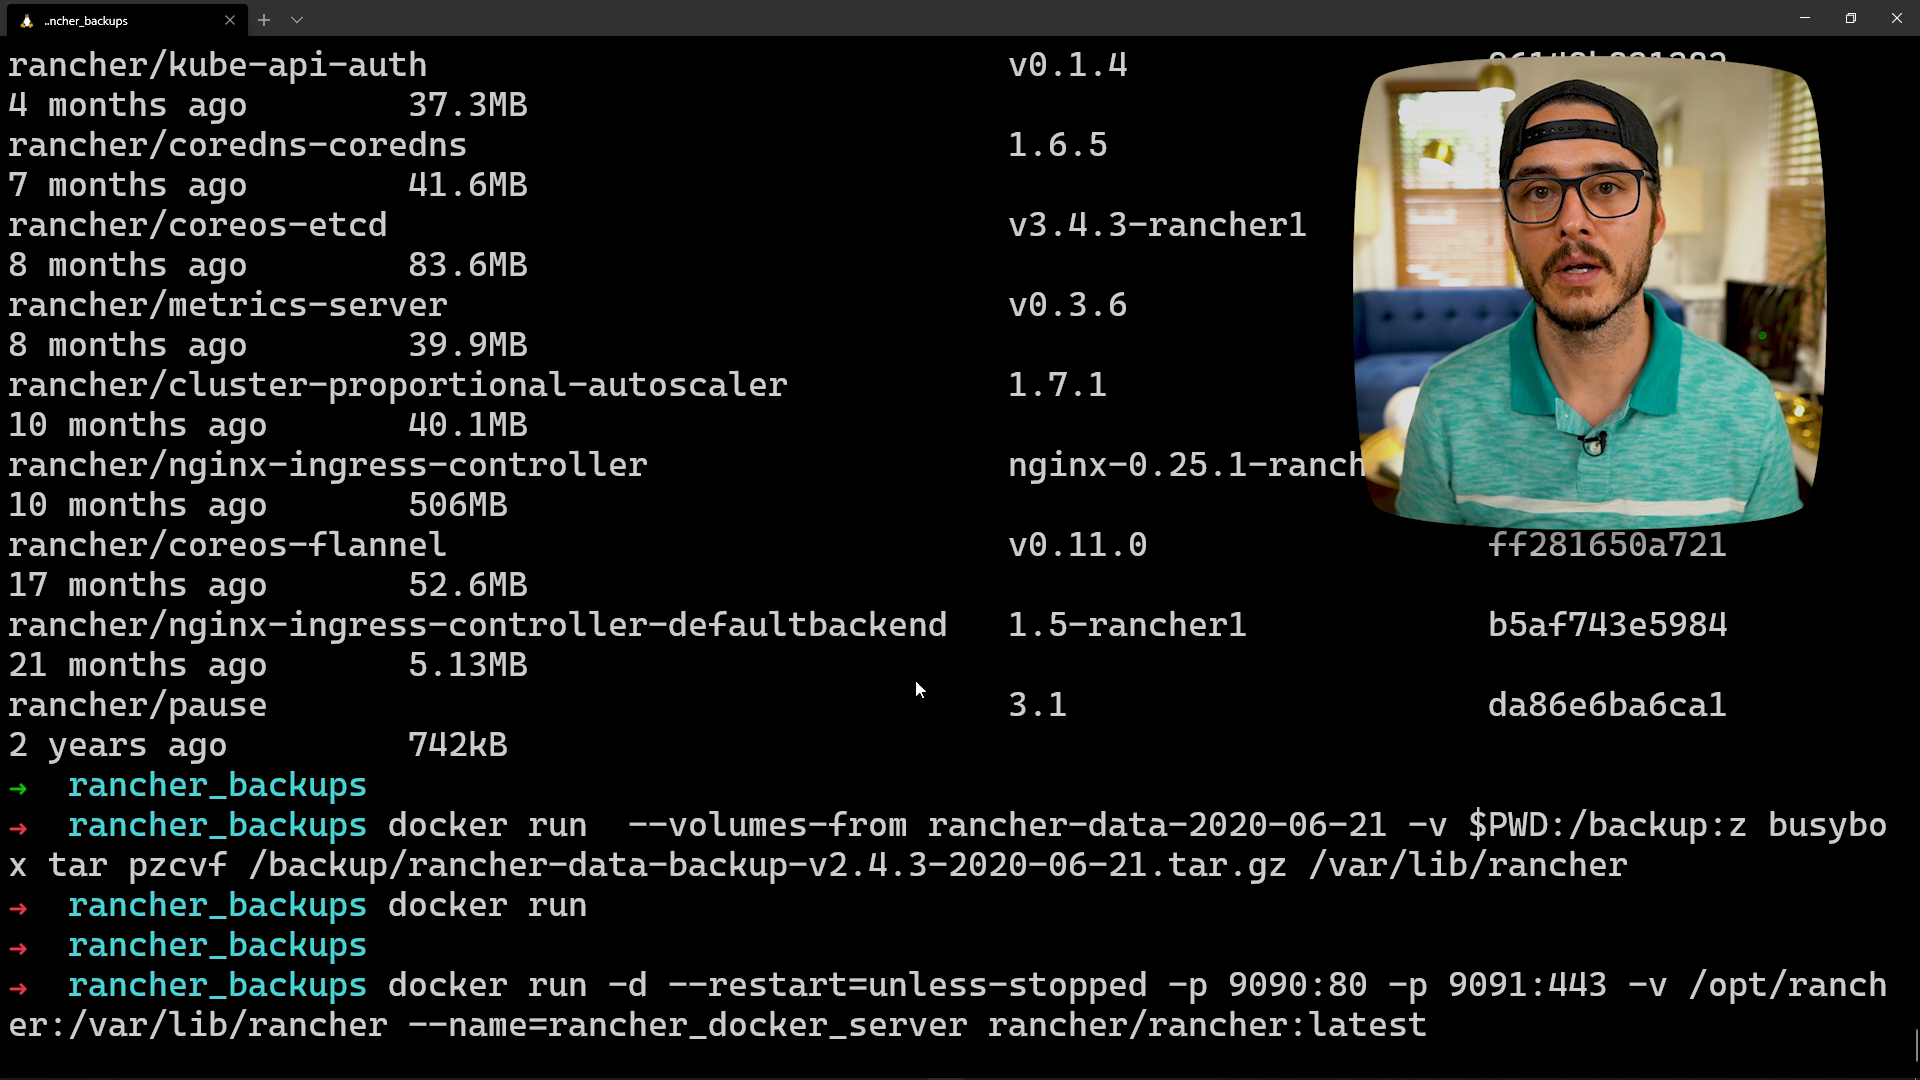 ..ncher_backups
rancher/kube-api-auth v0.1.4
4 months ago 37.3MB
rancher/coredns-coredns 1.6.5
7 months ago 41.6MB
rancher/coreos-etcd v3.4.3-rancher1
8 months ago 83.6MB
rancher/metrics-server v0.3.6
8 months ago 39.9MB
rancher/cluster-proportional-autoscaler 1.7.1
10 months ago 40.1MB
rancher/nginx-ingress-controller nginx-0.25.1-ranch
10 months ago 506MB
rancher/coreos-flannel v0.11.0 ff281650a721
17 months ago 52.6MB
rancher/nginx-ingress-controller-defaultbackend 1.5-rancher1 b5af743e5984
21 months ago 5.13MB
rancher/pause 3.1 da86e6ba6ca1
2 years ago 742kB
→ rancher_backups
→ rancher_backups docker run --volumes-from rancher-data-2020-06-21 -v $PWD:/backup:z busybo
x tar pzcvf /backup/rancher-data-backup-v2.4.3-2020-06-21.tar.gz /var/lib/rancher
→ rancher_backups docker run
→ rancher_backups
→ rancher_backups docker run -d --restart=unless-stopped -p 9090:80 -p 9091:443 -v /opt/ranch
er:/var/lib/rancher --name=rancher_docker_server rancher/rancher:latest